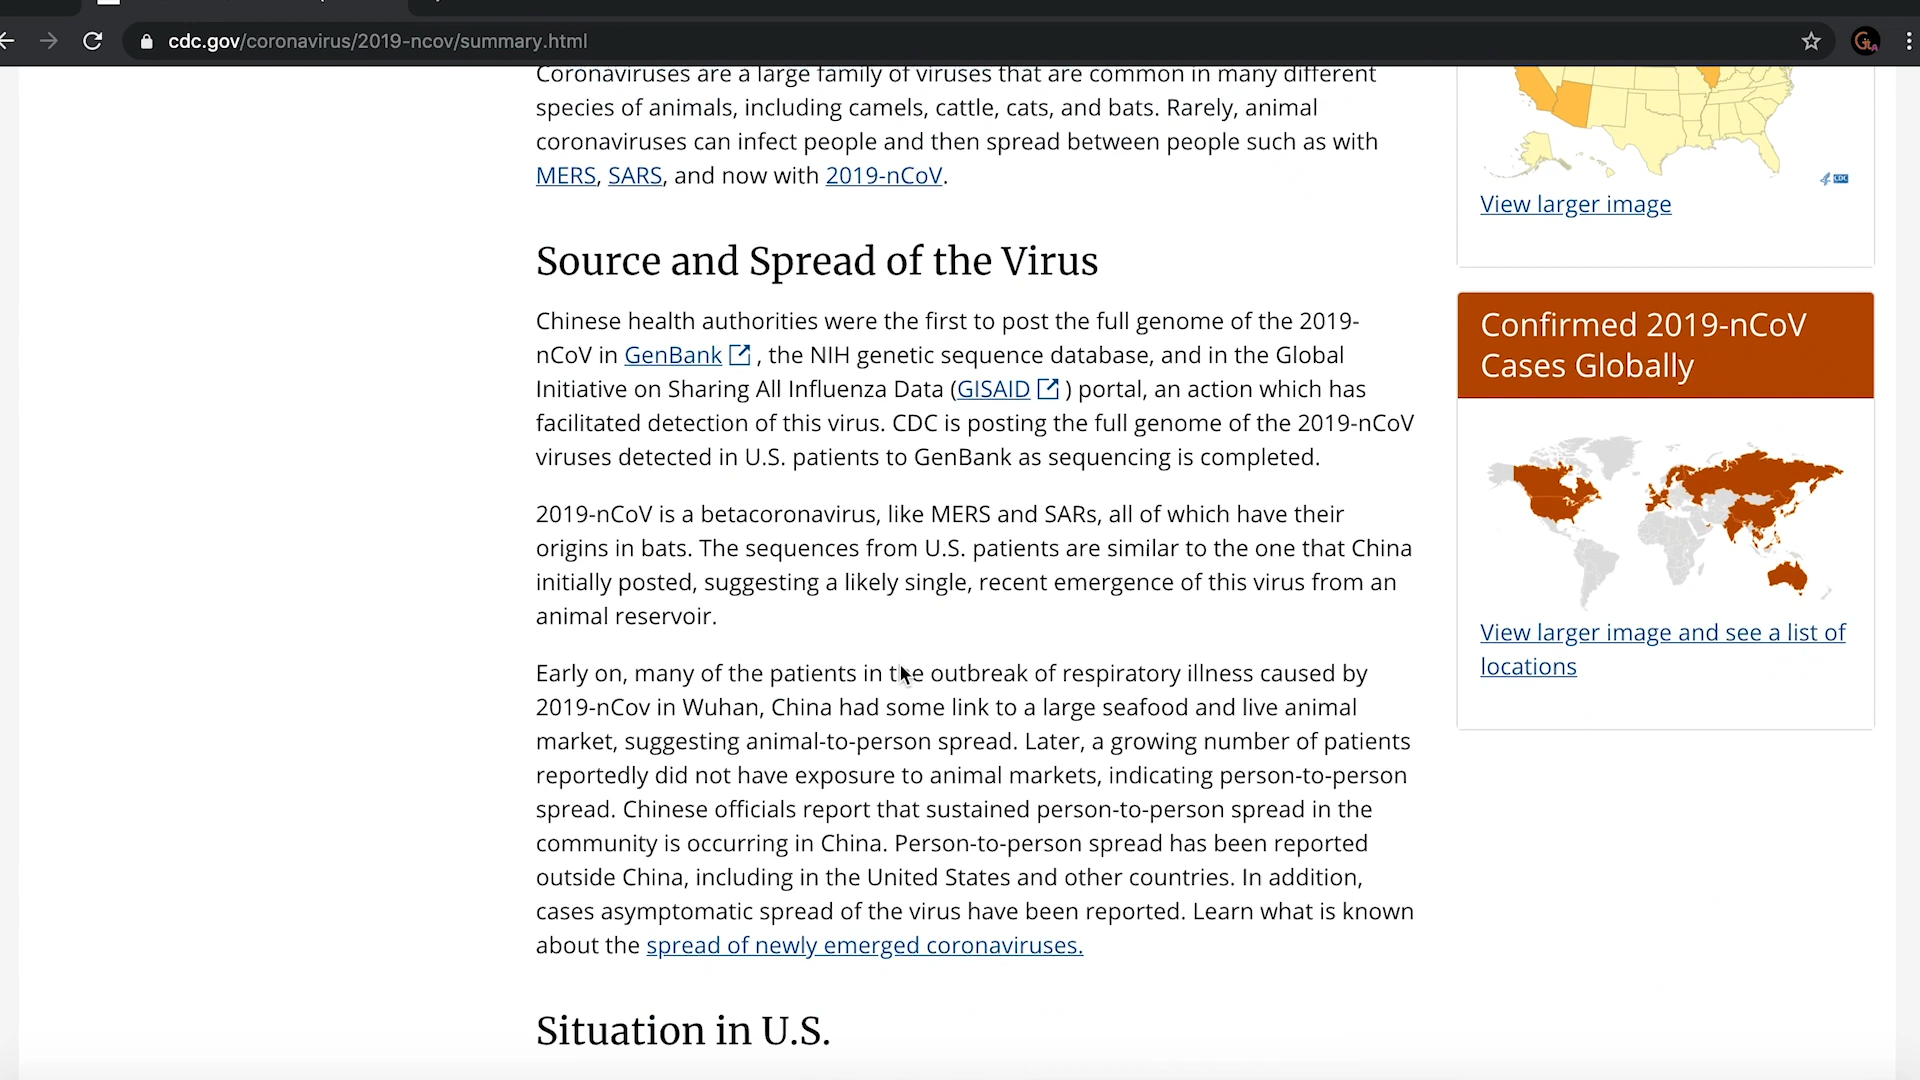 cdc.gov/coronavirus/2019-ncov/summary.html
Coronaviruses are a large family of viruses that are common in many different
species of animals, including camels, cattle, cats, and bats. Rarely, animal
coronaviruses can infect people and then spread between people such as with
MERS, SARS, and now with 2019-nCoV.
Source and Spread of the Virus
Chinese health authorities were the first to post the full genome of the 2019-
nCoV in GenBank , the NIH genetic sequence database, and in the Global
Initiative on Sharing All Influenza Data (GISAID ) portal, an action which has
facilitated detection of this virus. CDC is posting the full genome of the 2019-nCoV
viruses detected in U.S. patients to GenBank as sequencing is completed.
2019-nCoV is a betacoronavirus, like MERS and SARs, all of which have their
origins in bats. The sequences from U.S. patients are similar to the one that China
initially posted, suggesting a likely single, recent emergence of this virus from an
animal reservoir.
Early on, many of the patients in the outbreak of respiratory illness caused by
2019-nCov in Wuhan, China had some link to a large seafood and live animal
market, suggesting animal-to-person spread. Later, a growing number of patients
reportedly did not have exposure to animal markets, indicating person-to-person
spread. Chinese officials report that sustained person-to-person spread in the
community is occurring in China. Person-to-person spread has been reported
outside China, including in the United States and other countries. In addition,
cases asymptomatic spread of the virus have been reported. Learn what is known
about the spread of newly emerged coronaviruses.
Situation in U.S.
CDC
View larger image
Confirmed 2019-nCoV
Cases Globally
View larger image and see a list of
locations